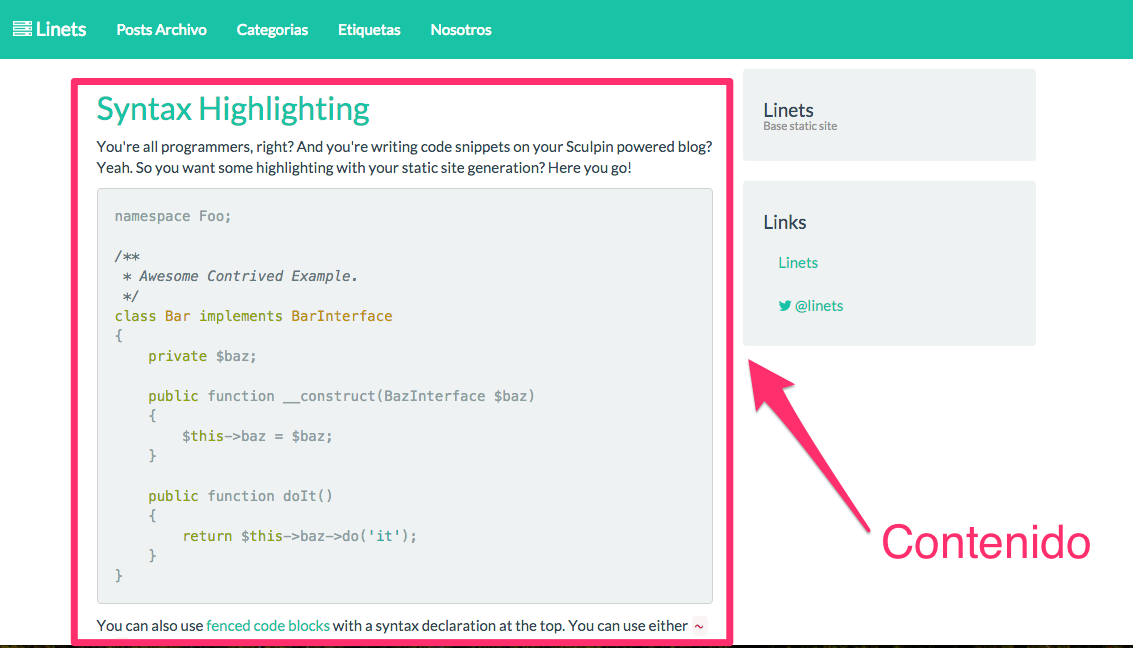 Linets Posts Archivo Categorias Etiquetas Nosotros
Syntax Highlighting
You're all programmers, right? And you're writing code snippets on your Sculpin powered blog?
Yeah. So you want some highlighting with your static site generation? Here you go!
namespace Foo;
/**
 * Awesome Contrived Example.
 */
class Bar implements BarInterface
{
    private $baz;
    public function __construct(BazInterface $baz)
    {
        $this->baz = $baz;
    }
    public function doIt()
    {
        return $this->baz->do('it');
    }
}
You can also use fenced code blocks with a syntax declaration at the top. You can use either ~
Linets
Base static site
Links
Linets
@linets
Contenido